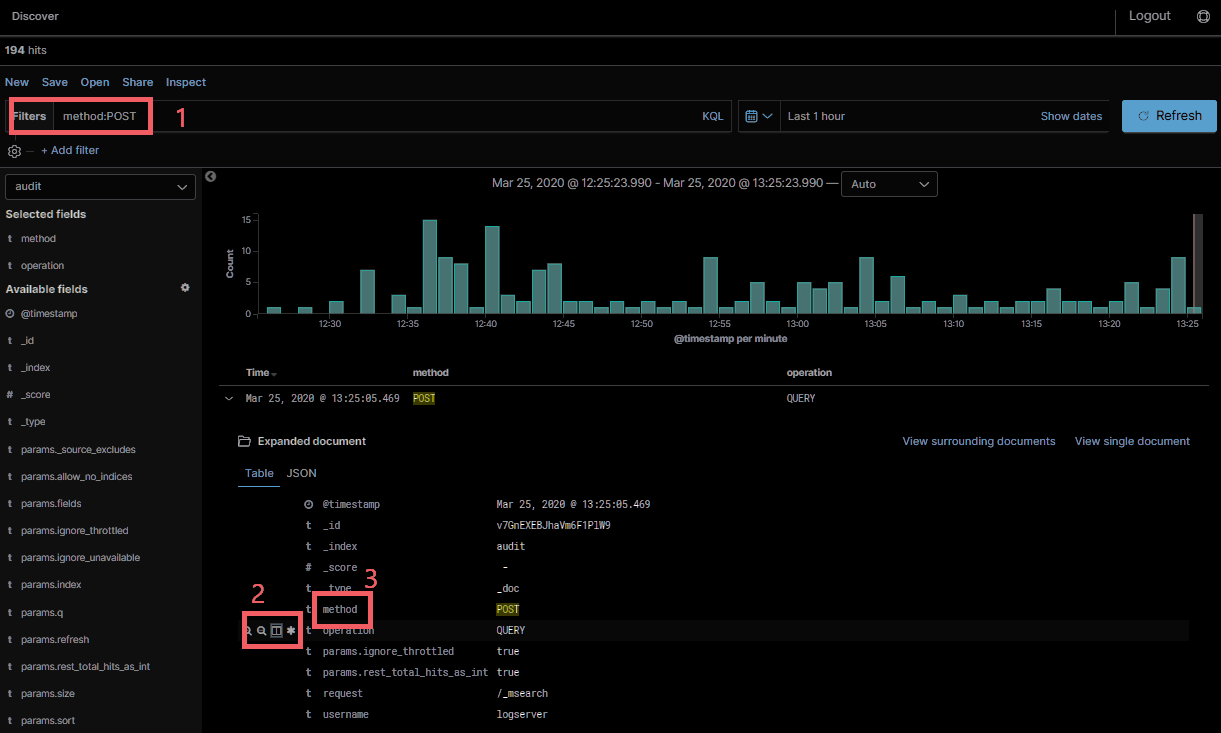 Discover
Logout
194 hits
New Save Open Share Inspect
Filters method:POST 1 KQL Last 1 hour Show dates Refresh
+ Add filter
audit
Selected fields
t method
t operation
Available fields
@timestamp
t _id
t _index
# _score
t _type
t params._source_excludes
t params.allow_no_indices
t params.fields
t params.ignore_throttled
t params.ignore_unavailable
t params.index
t params.q
t params.refresh
t params.rest_total_hits_as_int
t params.size
t params.sort
Mar 25, 2020 @ 12:25:23.990 - Mar 25, 2020 @ 13:25:23.990 — Auto
Count
15
10
5
0
12:30 12:35 12:40 12:45 12:50 12:55 13:00 13:05 13:10 13:15 13:20 13:25
@timestamp per minute
Time method operation
Mar 25, 2020 @ 13:25:05.469 POST QUERY
Expanded document
View surrounding documents View single document
Table JSON
@timestamp Mar 25, 2020 @ 13:25:05.469
t _id v7GnEXEBJhaVm6F1PlW9
t _index audit
# _score -
t _type _doc
3
2
t method POST
t operation QUERY
t params.ignore_throttled true
t params.rest_total_hits_as_int true
t request /_msearch
t username logserver